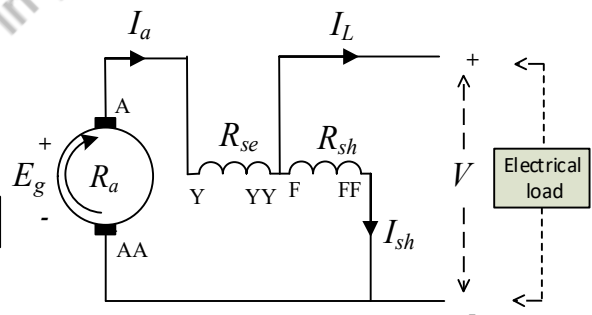 I_a
I_L
+
A
R_se
R_sh
+
E_g
R_a
-
Y
YY
F
FF
V
Electrical
load
I_sh
AA